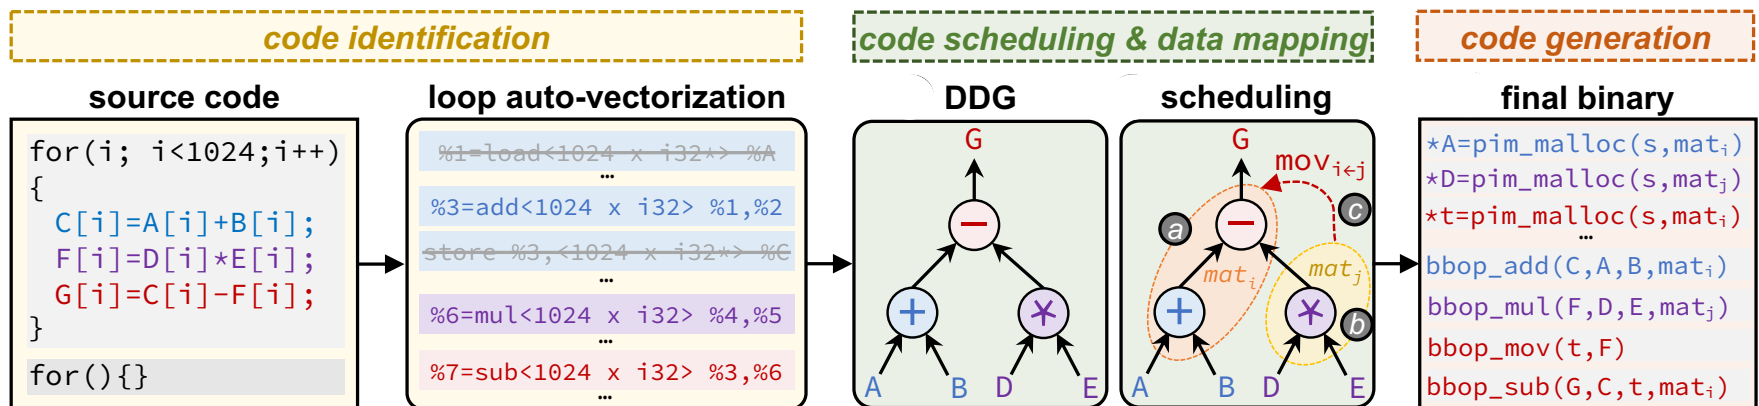 code identification
code scheduling & data mapping
code generation
source code
loop auto-vectorization
DDG
scheduling
final binary
for(i; i<1024;i++)
{
C[i]=A[i]+B[i];
F[i]=D[i]*E[i];
G[i]=C[i]-F[i];
}
for(){}
%1=load<1024 x i32*> %A
...
%3=add<1024 x i32> %1,%2
store %3,<1024 x i32*> %C
...
%6=mul<1024 x i32> %4,%5
...
%7=sub<1024 x i32> %3,%6
...
G
−
+
*
A B D E
G
mov i←j
−
a
c
mat i
mat j
+
*
b
A B D E
*A=pim_malloc(s,mat i)
*D=pim_malloc(s,mat j)
*t=pim_malloc(s,mat i)
...
bbop_add(C,A,B,mat i)
bbop_mul(F,D,E,mat j)
bbop_mov(t,F)
bbop_sub(G,C,t,mat i)